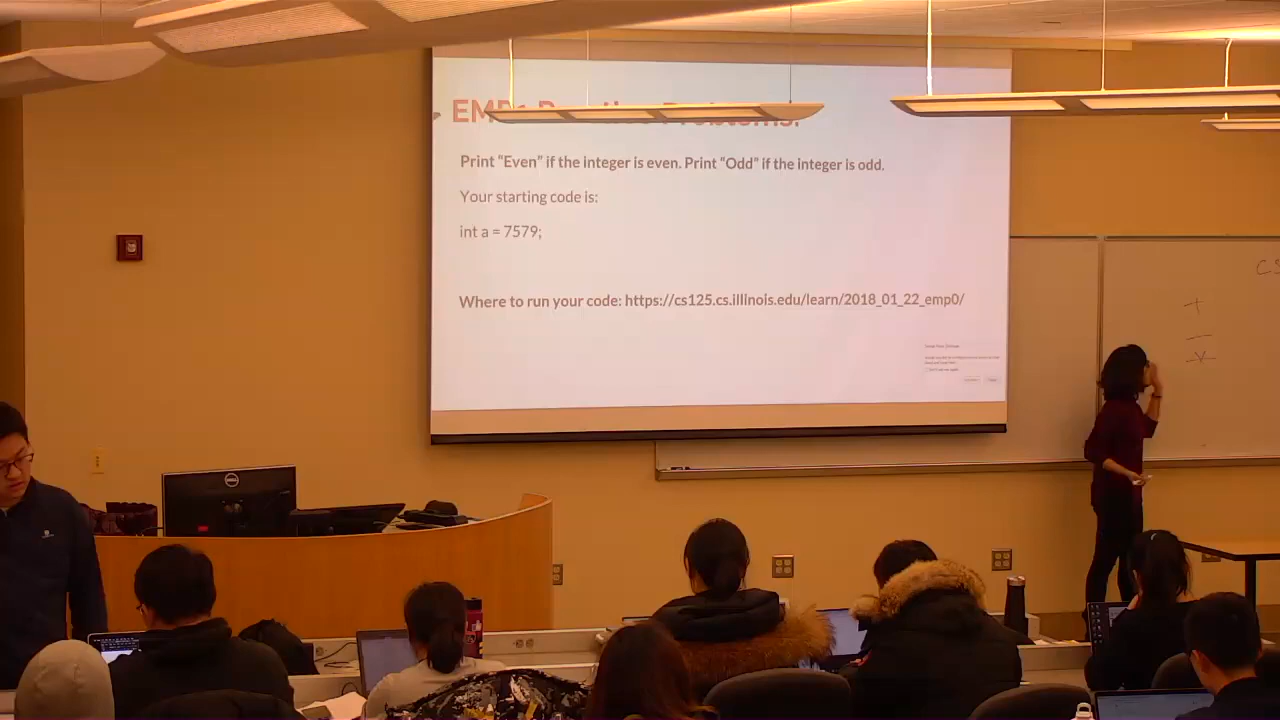 Print “Even” if the integer is even. Print “Odd” if the integer is odd.
Your starting code is:
int a = 7579;
Where to run your code: https://cs125.cs.illinois.edu/learn/2018_01_22_emp0/
DELL